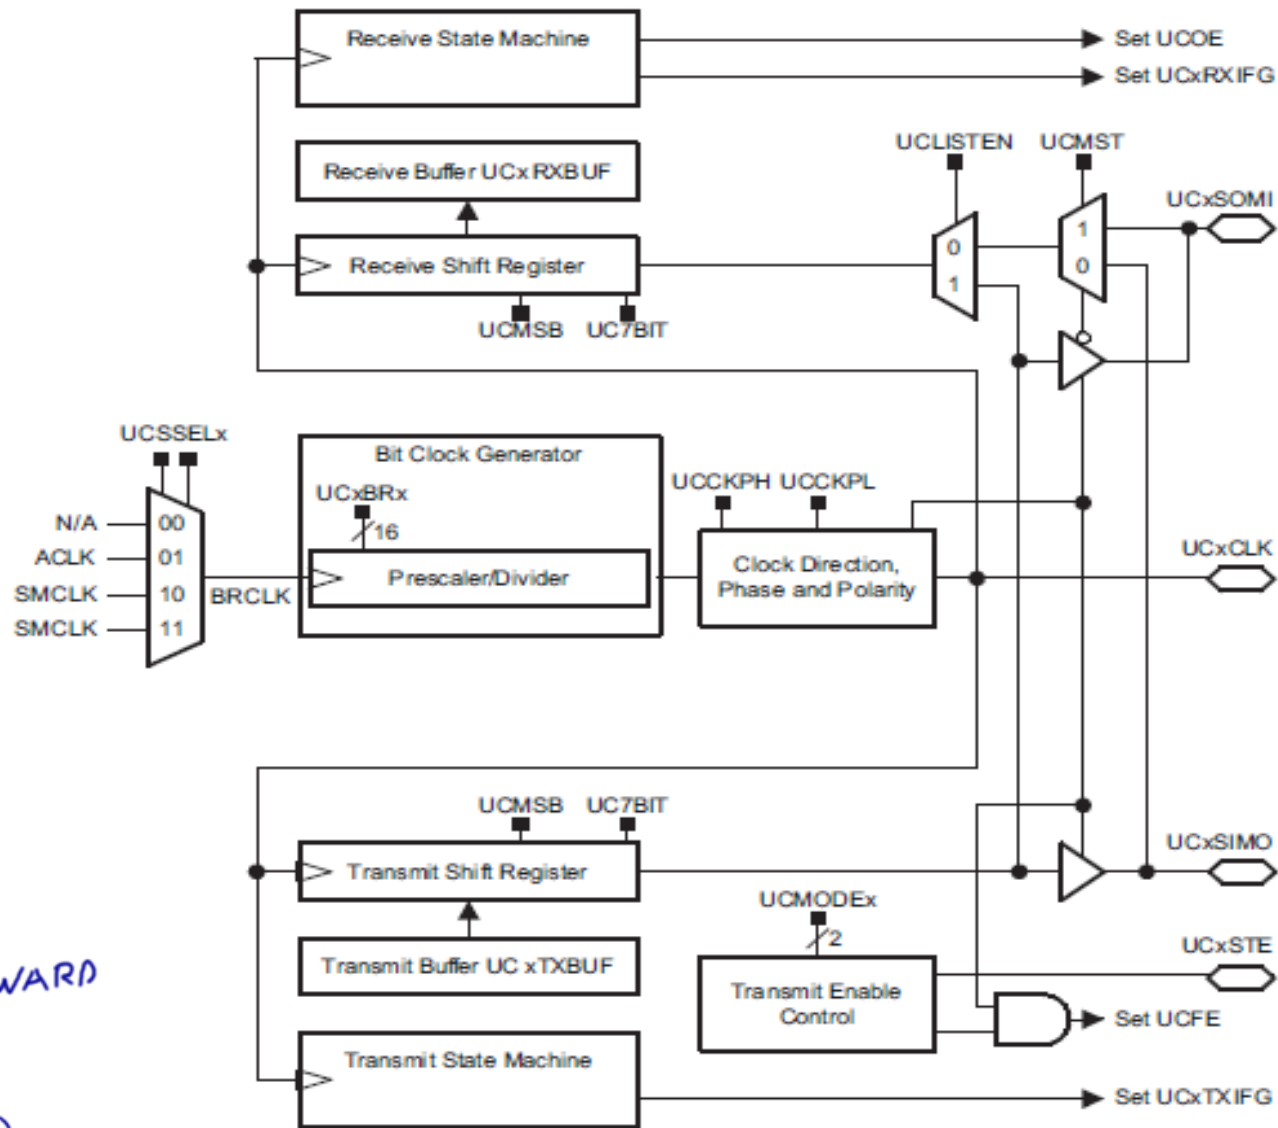 Receive State Machine
Set UCOE
Set UCxRXIFG
Receive Buffer UCxRXBUF
UCLISTEN
UCMST
UCxSOMI
0
1
1
0
Receive Shift Register
UCMSB
UC7BIT
UCSSELx
Bit Clock Generator
UCxBRx
16
UCCKPH
UCCKPL
N/A
00
ACLK
01
SMCLK
10
SMCLK
11
BRCLK
Prescaler/Divider
Clock Direction,
Phase and Polarity
UCxCLK
UCMSB
UC7BIT
Transmit Shift Register
UCxSIMO
UCMODEx
2
Transmit Buffer UC xTXBUF
Transmit Enable
Control
UCxSTE
Set UCFE
Transmit State Machine
Set UCxTXIFG